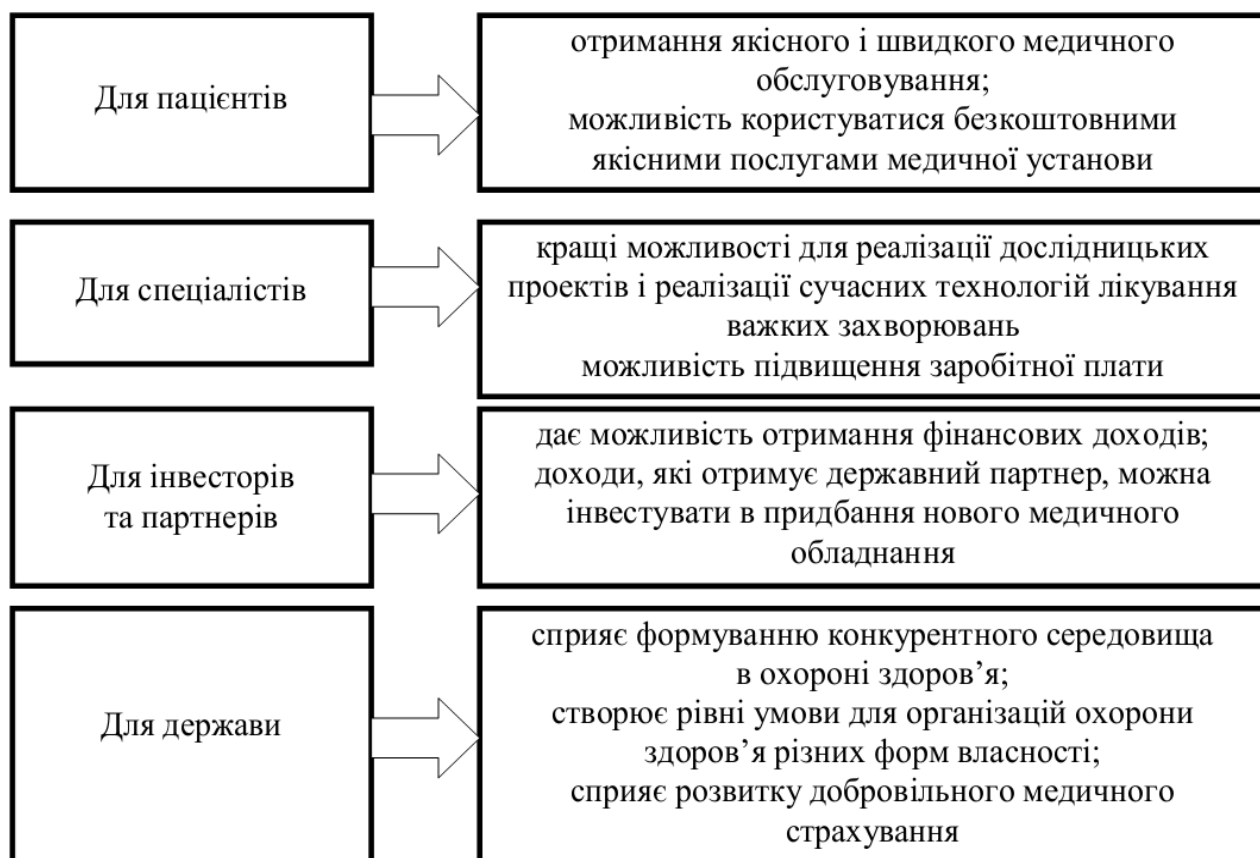 Для пацієнтів
отримання якісного і швидкого медичного
обслуговування;
можливість користуватися безкоштовними
якісними послугами медичної установи
Для спеціалістів
кращі можливості для реалізації дослідницьких
проектів і реалізації сучасних технологій лікування
важких захворювань
можливість підвищення заробітної плати
Для інвесторів
та партнерів
дає можливість отримання фінансових доходів;
доходи, які отримує державний партнер, можна
інвестувати в придбання нового медичного
обладнання
Для держави
сприяє формуванню конкурентного середовища
в охороні здоров’я;
створює рівні умови для організацій охорони
здоров’я різних форм власності;
сприяє розвитку добровільного медичного
страхування